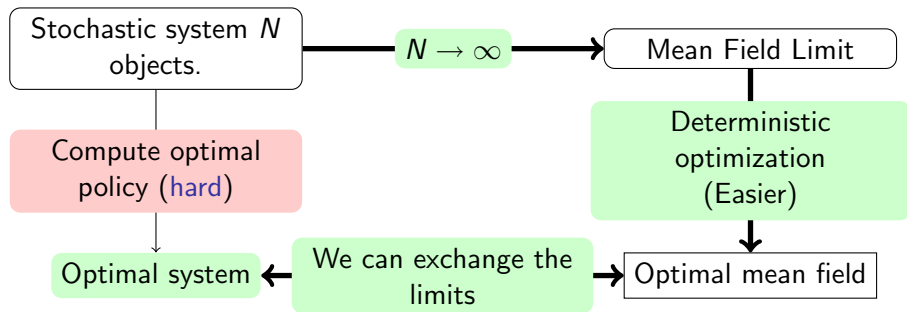 Stochastic system N
objects.
N → ∞
Mean Field Limit
Compute optimal
policy (hard)
Deterministic
optimization
(Easier)
Optimal system
We can exchange the
limits
Optimal mean field